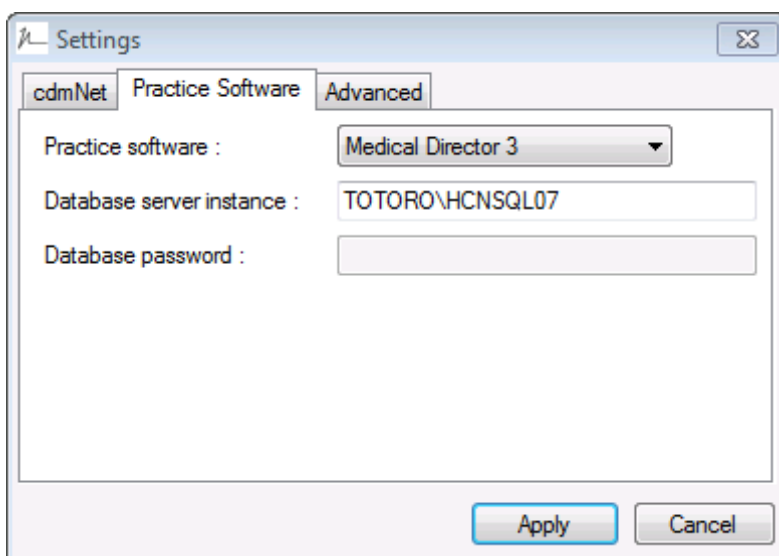 Settings
cdmNet Practice Software Advanced
Practice software : Medical Director 3
Database server instance : TOTORO\HCNSQL07
Database password :
Apply Cancel